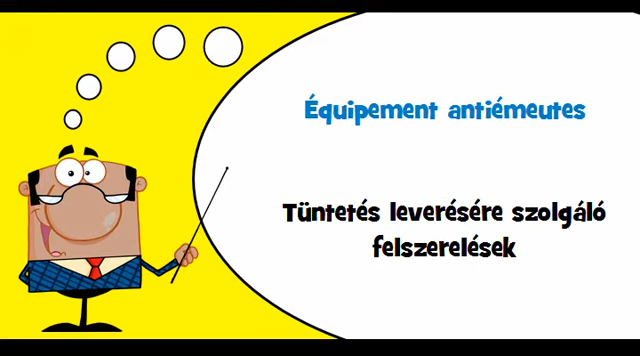 Équipement antiémeutes
Tüntetés leverésére szolgáló
felszerelések